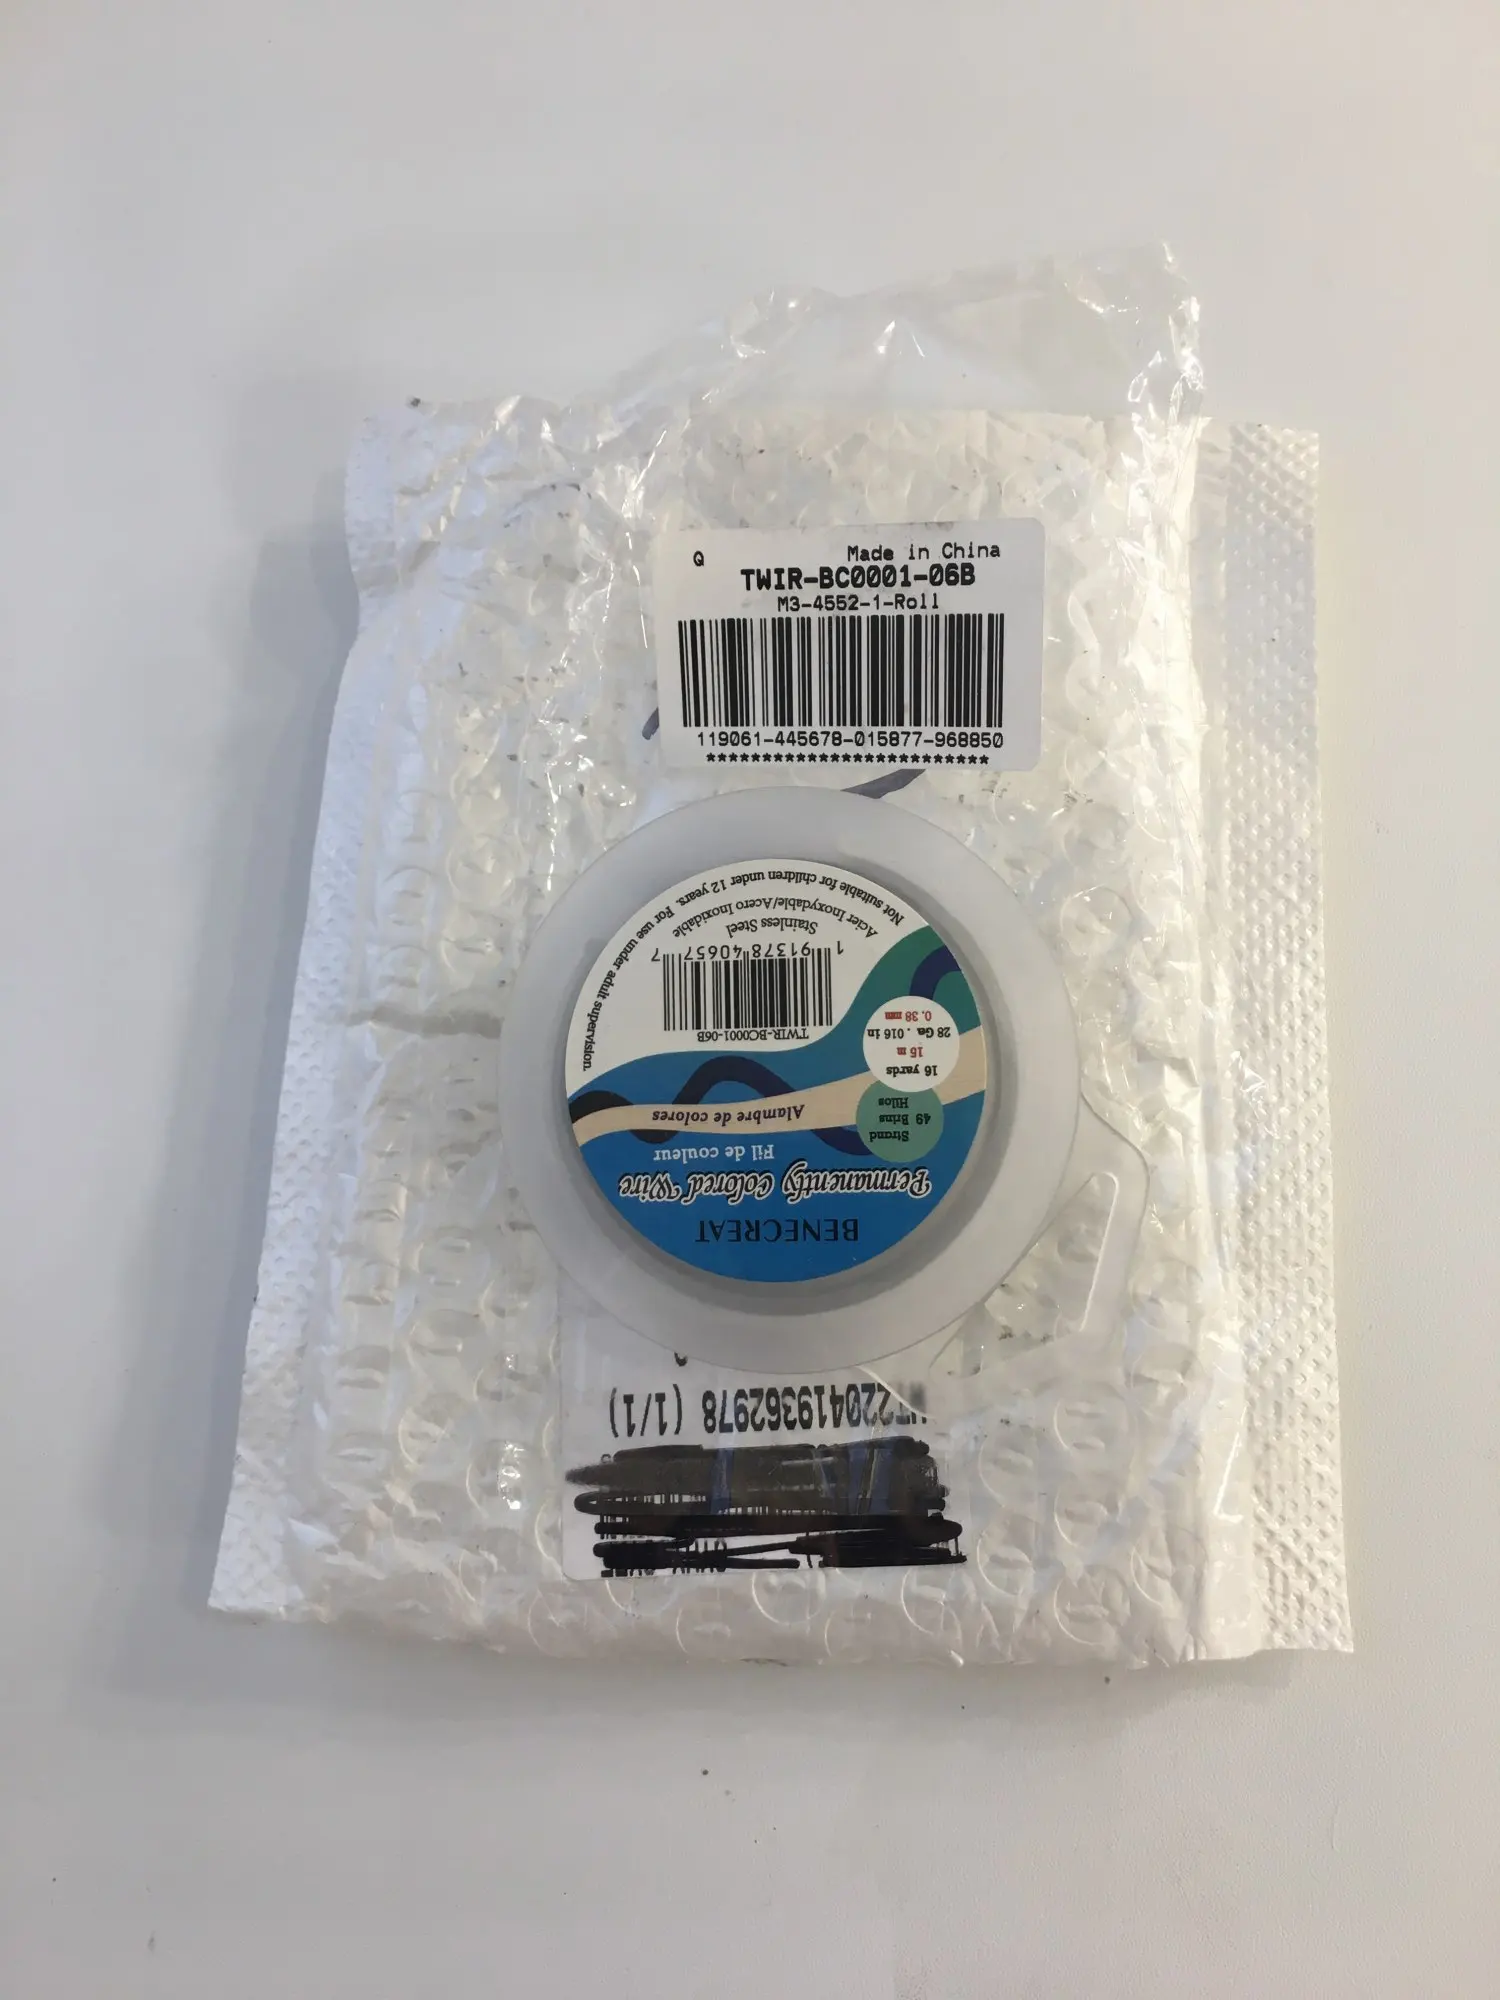 Q Made in China
TWIR-BC0001-06B
M3-4552-1-Roll
119061-445678-015877-968850
*************************
BENECREAT
Permanently Colored Wire
Fil de couleur
Alambre de colores
Strand
49 Brins
Hilos
16 yards
15 m
28 Ga . 016 in
0. 38 mm
TWIR-BC0001-06B
1 91378 40657 7
Stainless Steel
Acier Inoxydable/Acero Inoxidable
Not suitable for children under 12 years. For use under adult supervision.
WT220419362978 (1/1)